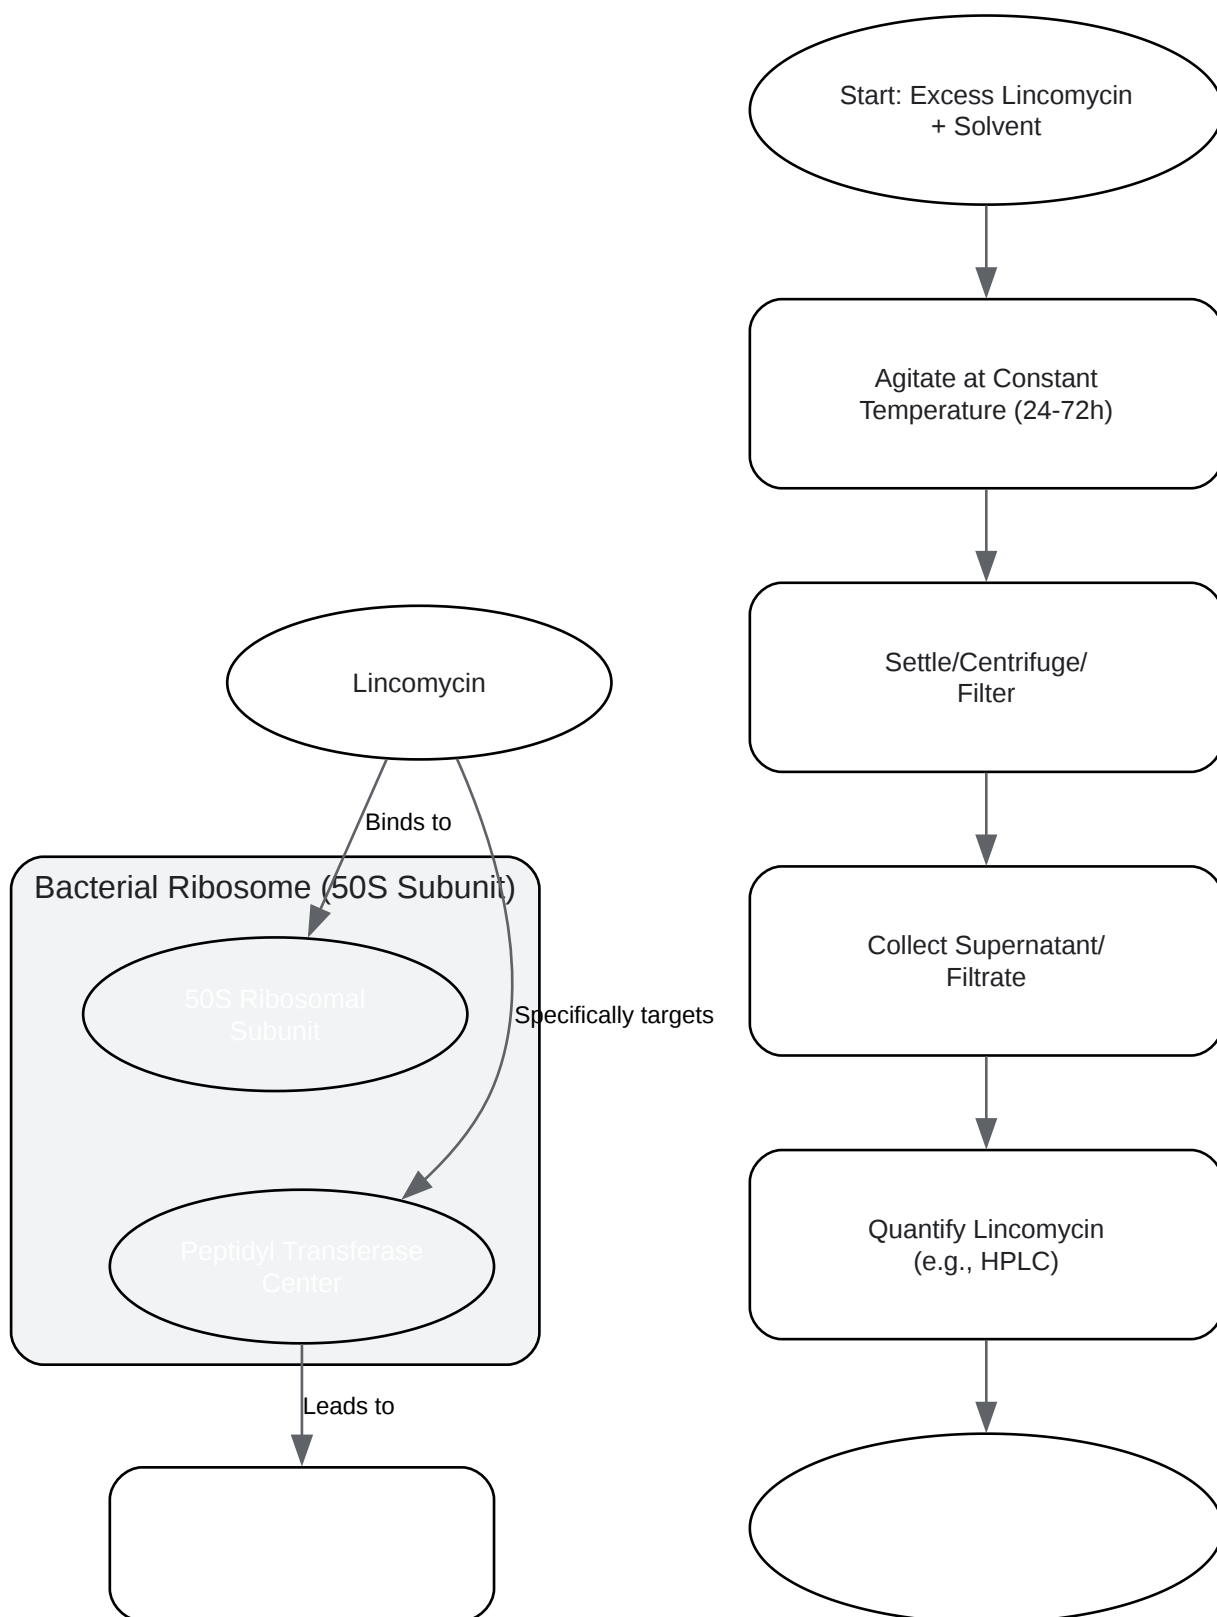 Start: Excess Lincomycin
+ Solvent
Agitate at Constant
Temperature (24-72h)
Settle/Centrifuge/
Filter
Lincomycin
Binds to
Bacterial Ribosome (50S Subunit)
50S Ribosomal
Subunit
Specifically targets
Peptidyl Transferase
Center
Leads to
Collect Supernatant/
Filtrate
Quantify Lincomycin
(e.g., HPLC)